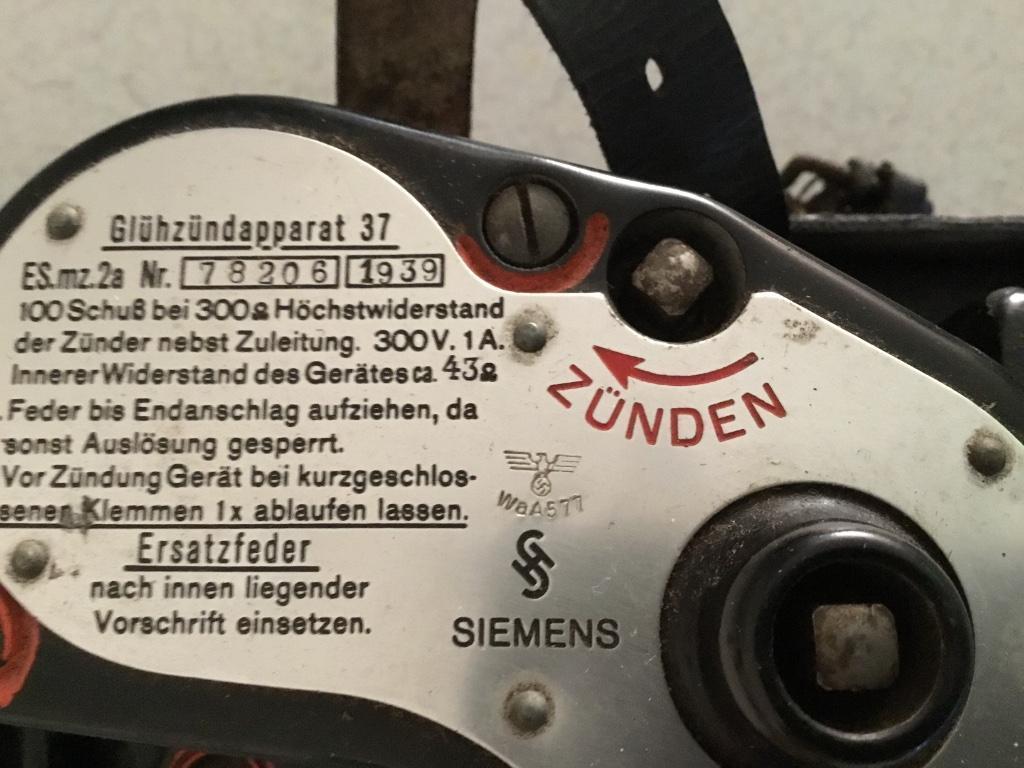 Glühzündapparat 37
ES.mz.2a Nr. 78206 1939
100 Schuß bei 300Ω Höchstwiderstand
der Zünder nebst Zuleitung. 300V. 1A.
Innerer Widerstand des Gerätes ca. 43Ω
Feder bis Endanschlag aufziehen, da
sonst Auslösung gesperrt.
Vor Zündung Gerät bei kurzgeschlos-
senen Klemmen 1x ablaufen lassen.
Ersatzfeder
nach innen liegender
Vorschrift einsetzen.
ZÜNDEN
WaA577
SIEMENS